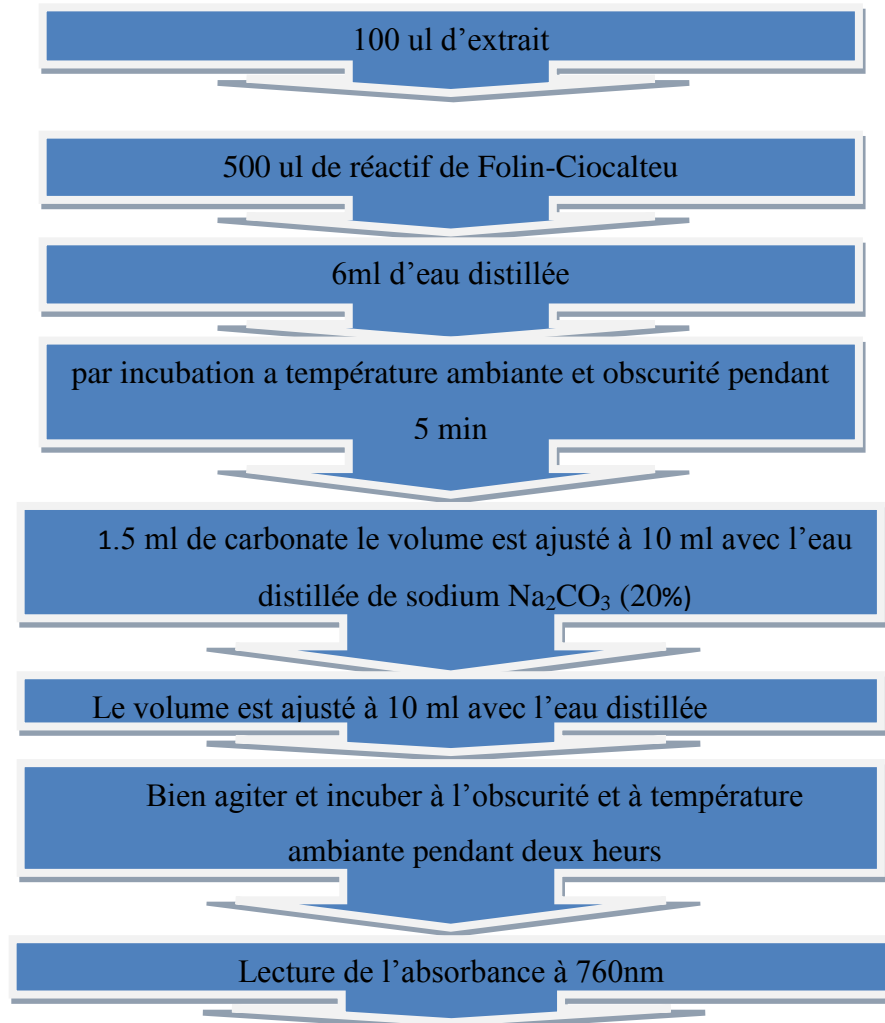 100 ul d’extrait
500 ul de réactif de Folin-Ciocalteu
6ml d’eau distillée
par incubation a température ambiante et obscurité pendant
5 min
1.5 ml de carbonate le volume est ajusté à 10 ml avec l’eau
distillée de sodium Na₂CO₃ (20%)
Le volume est ajusté à 10 ml avec l’eau distillée
Bien agiter et incuber à l’obscurité et à température
ambiante pendant deux heurs
Lecture de l’absorbance à 760nm